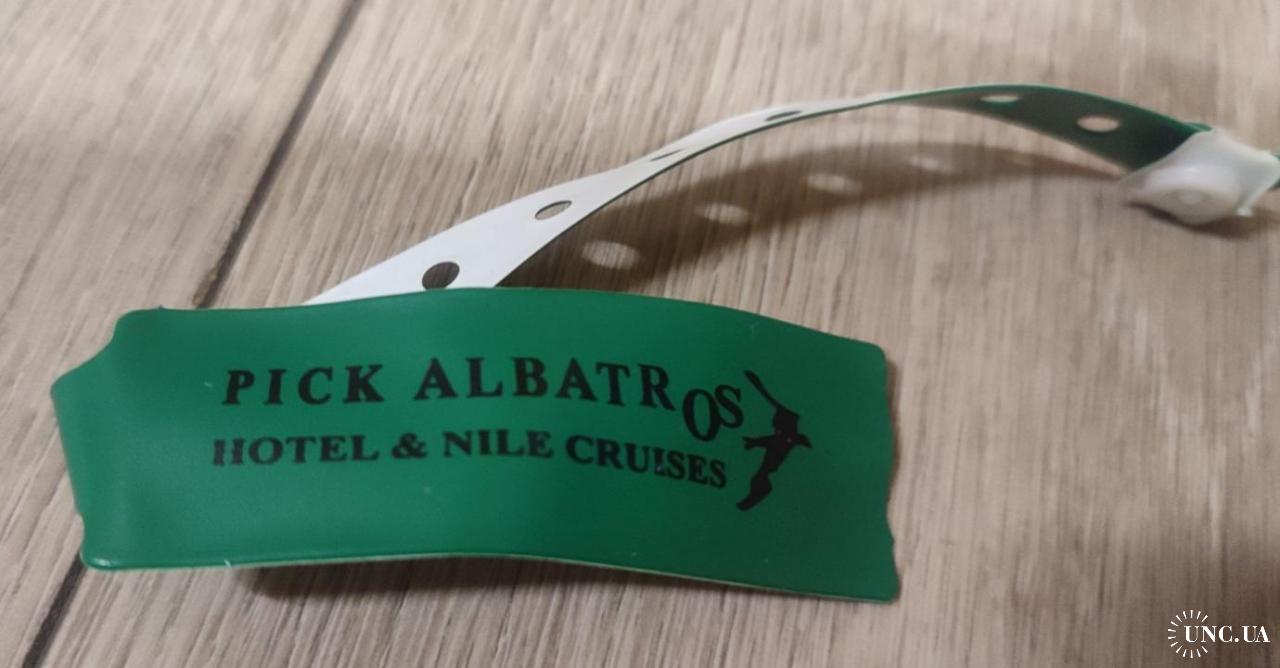 PICK ALBATROS
HOTEL & NILE CRUISES
UNC.UA